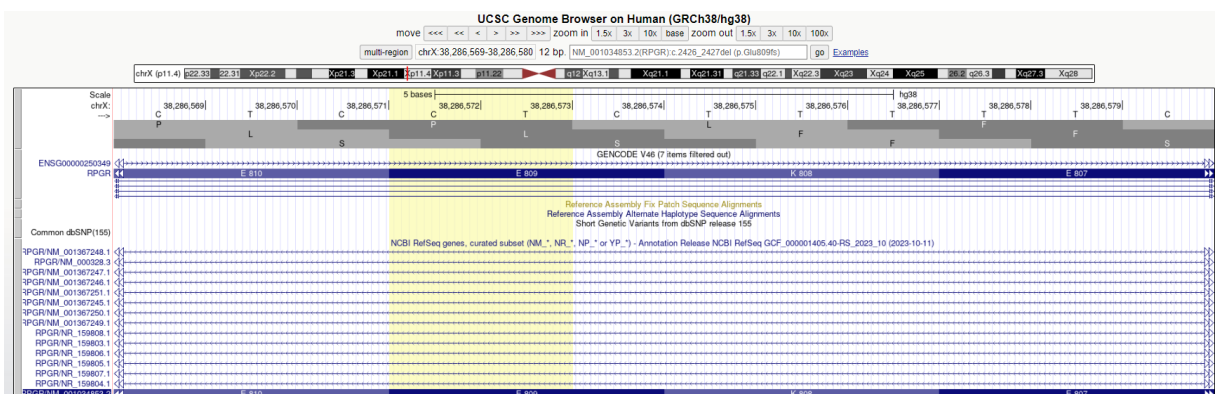 UCSC Genome Browser on Human (GRCh38/hg38)
move <<< << < > >> >>> zoom in 1.5x 3x 10x base zoom out 1.5x 3x 10x 100x
multi-region chrX:38,286,569-38,286,580 12 bp. NM_001034853.2(RPGR):c.2426_2427del (p.Glu809fs) go Examples
chrX (p11.4) p22.33 22.31 Xp22.2 Xp21.3 Xp21.1 Xp11.4 Xp11.3 p11.22 q12 Xq13.1 Xq21.1 Xq21.31 q21.33 q22.1 Xq22.3 Xq23 Xq24 Xq25 26.2 q26.3 Xq27.3 Xq28
Scale 5 bases hg38
chrX: 38,286,569 38,286,570 38,286,571 38,286,572 38,286,573 38,286,574 38,286,575 38,286,576 38,286,577 38,286,578 38,286,579
---> C T C C T C T T T T T C
P P L F
L L F F
S S F S
GENCODE V46 (7 items filtered out)
ENSG00000250349
RPGR E 810 E 809 K 808 E 807
Reference Assembly Fix Patch Sequence Alignments
Reference Assembly Alternate Haplotype Sequence Alignments
Short Genetic Variants from dbSNP release 155
Common dbSNP(155)
NCBI RefSeq genes, curated subset (NM_*, NR_*, NP_* or YP_*) - Annotation Release NCBI RefSeq GCF_000001405.40-RS_2023_10 (2023-10-11)
RPGR/NM_001367248.1
RPGR/NM_000328.3
RPGR/NM_001367247.1
RPGR/NM_001367246.1
RPGR/NM_001367251.1
RPGR/NM_001367245.1
RPGR/NM_001367250.1
RPGR/NM_001367249.1
RPGR/NR_159808.1
RPGR/NR_159803.1
RPGR/NR_159806.1
RPGR/NR_159805.1
RPGR/NR_159807.1
RPGR/NR_159804.1
RPGR/NM_001034853.2 E 810 E 809 K 808 E 807